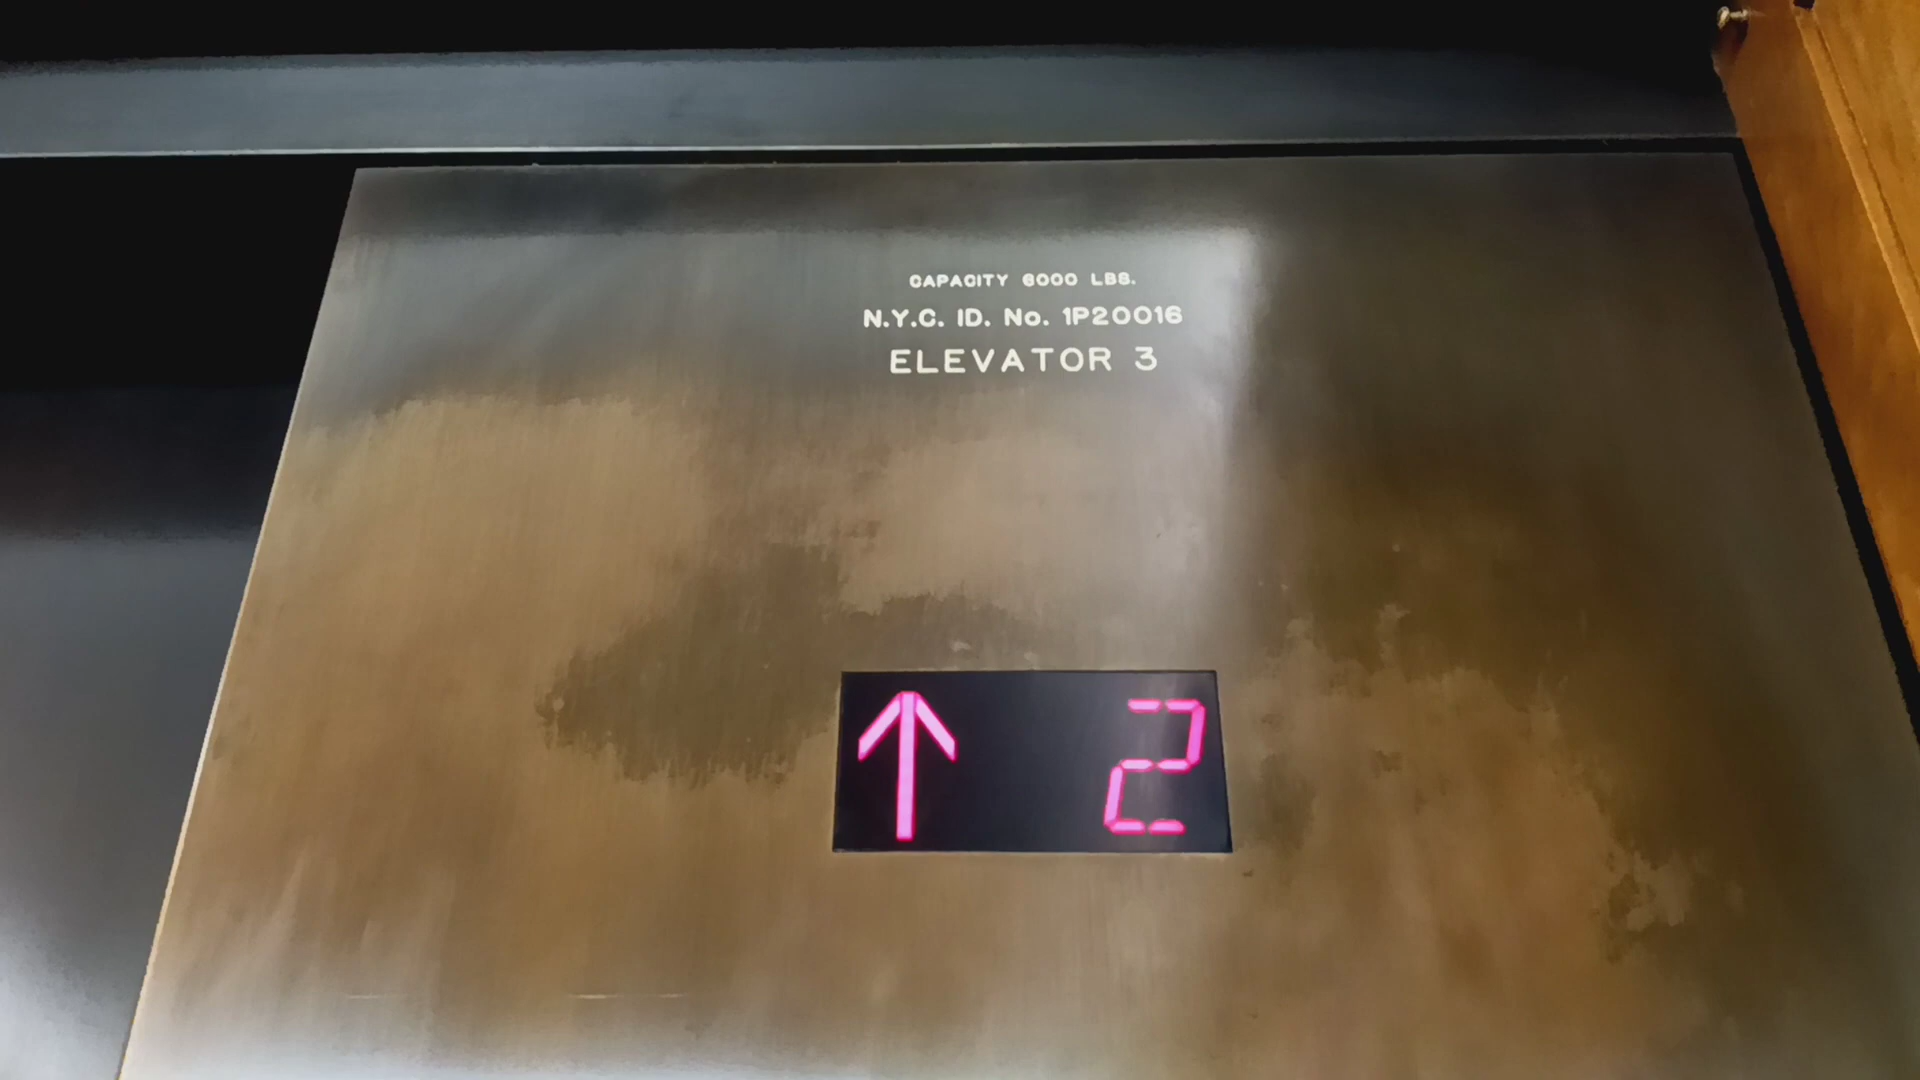 CAPACITY 6000 LBS.
N.Y.C. ID. No. 1P20016
ELEVATOR 3
↑ 2